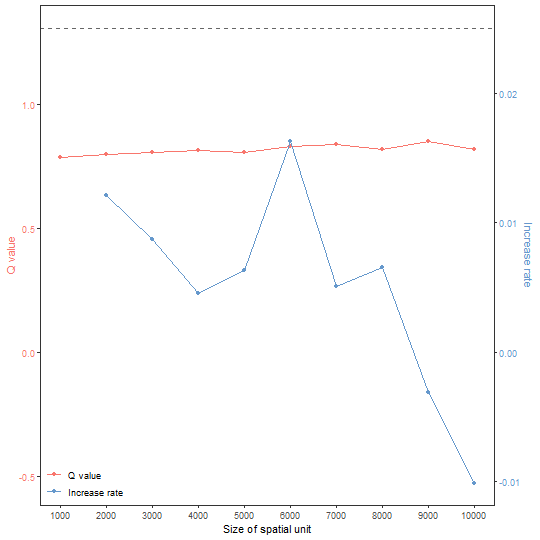 1.0
0.5
0.0
-0.5
Q value
0.02
0.01
0.00
-0.01
Increase rate
Q value
Increase rate
1000 2000 3000 4000 5000 6000 7000 8000 9000 10000
Size of spatial unit